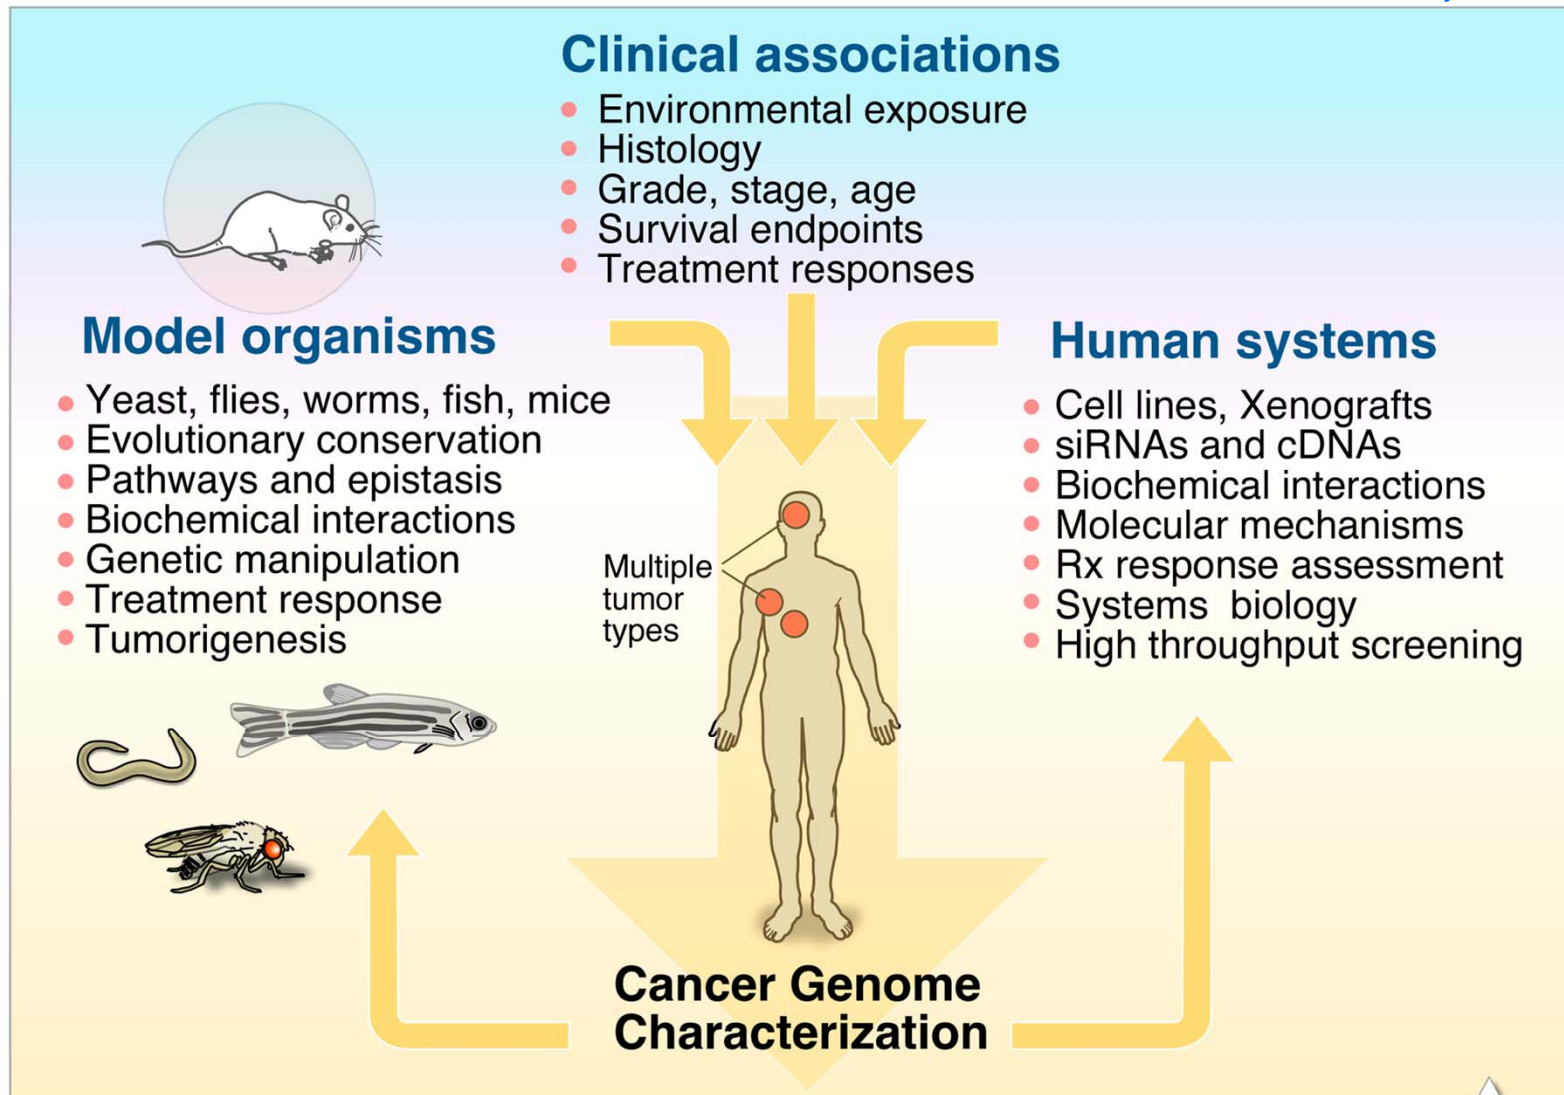 Clinical associations
Environmental exposure
Histology
Grade, stage, age
Survival endpoints
Treatment responses
Model organisms
Yeast, flies, worms, fish, mice
Evolutionary conservation
Pathways and epistasis
Biochemical interactions
Genetic manipulation
Treatment response
Tumorigenesis
Human systems
Cell lines, Xenografts
siRNAs and cDNAs
Biochemical interactions
Molecular mechanisms
Rx response assessment
Systems biology
High throughput screening
Multiple
tumor
types
Cancer Genome
Characterization